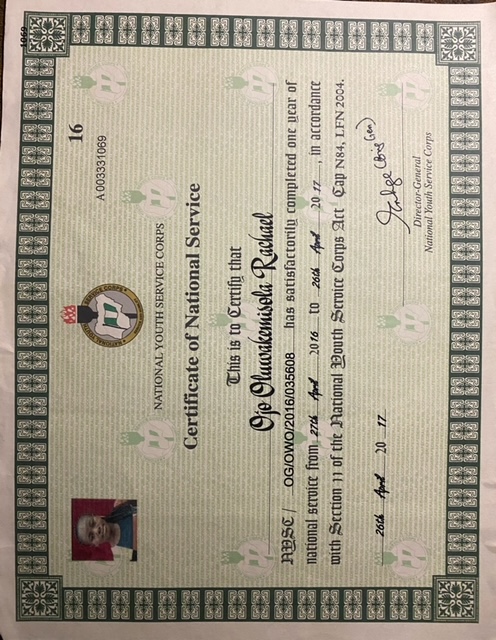 1069
16
A 003331069
NATIONAL YOUTH SERVICE CORPS
Certificate of National Service
This is to Certify that
Ojo Oluwakemisola Rachael
NYSC / OG/OWO/2016/035608 has satisfactorily completed one year of
national service from 27th April 2016 to 26th April 2017, in accordance
with Section 11 of the National Youth Service Corps Act Cap N84, LFN 2004.
26th April 2017
Director-General
National Youth Service Corps